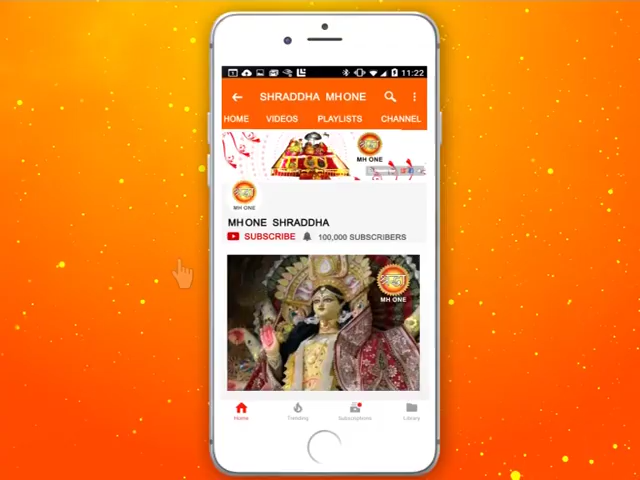 11:22
SHRADDHA MHONE
HOME VIDEOS PLAYLISTS CHANNEL
MH ONE
MH ONE
MHONE SHRADDHA
SUBSCRIBE 100,000 SUBSCRIBERS
श्रद्धा
MH ONE
Home Trending Subscriptions Library